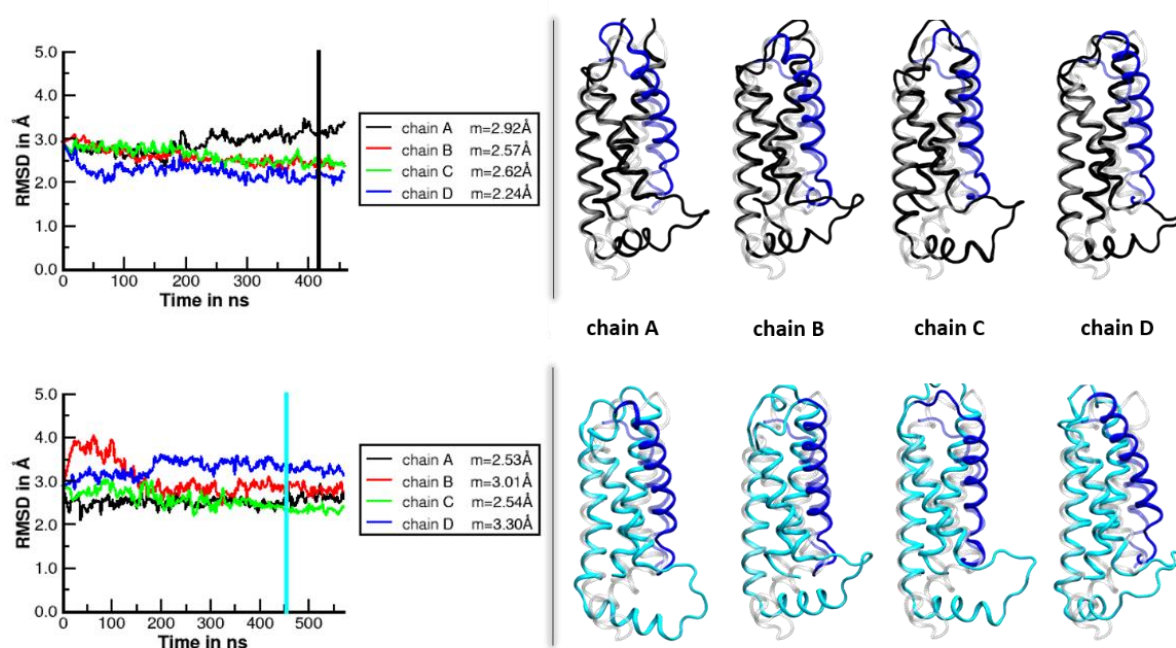 RMSD in Å
5.0
4.0
3.0
2.0
1.0
0.0
0
100
200
300
400
Time in ns
chain A m=2.92Å
chain B m=2.57Å
chain C m=2.62Å
chain D m=2.24Å
chain A
chain B
chain C
chain D
RMSD in Å
5.0
4.0
3.0
2.0
1.0
0.0
0
100
200
300
400
500
Time in ns
chain A m=2.53Å
chain B m=3.01Å
chain C m=2.54Å
chain D m=3.30Å